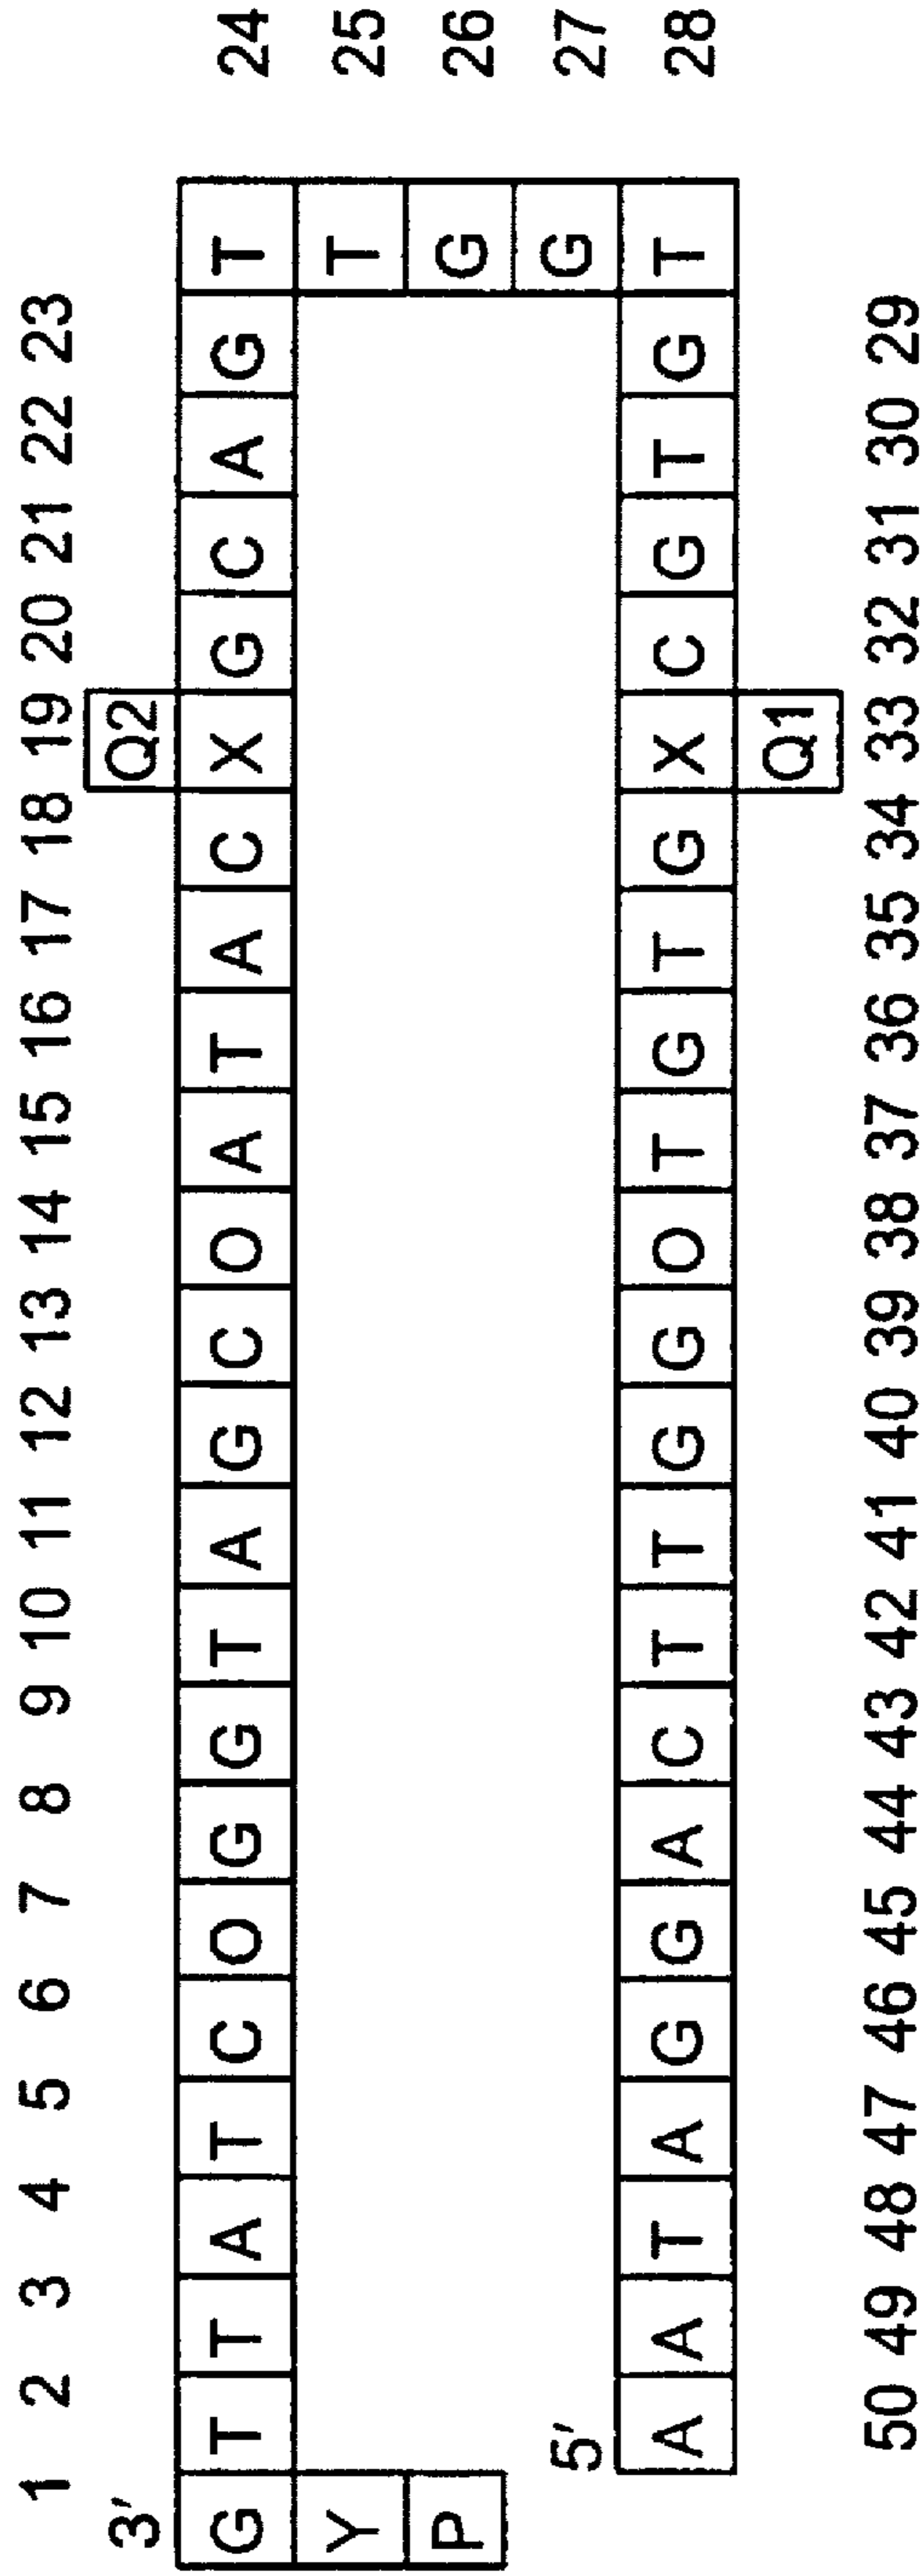 1 2 3 4 5 6 7 8 9 10 11 12 13 14 15 16 17 18 19 20 21 22 23
3' Q2
G T T A T C O G G T A G C O A T A C X G C A G T 24
Y T 25
P G 26
5' G 27
A A T A G G A C T T G G O T G T G X C G T G T 28
Q1
50 49 48 47 46 45 44 43 42 41 40 39 38 37 36 35 34 33 32 31 30 29